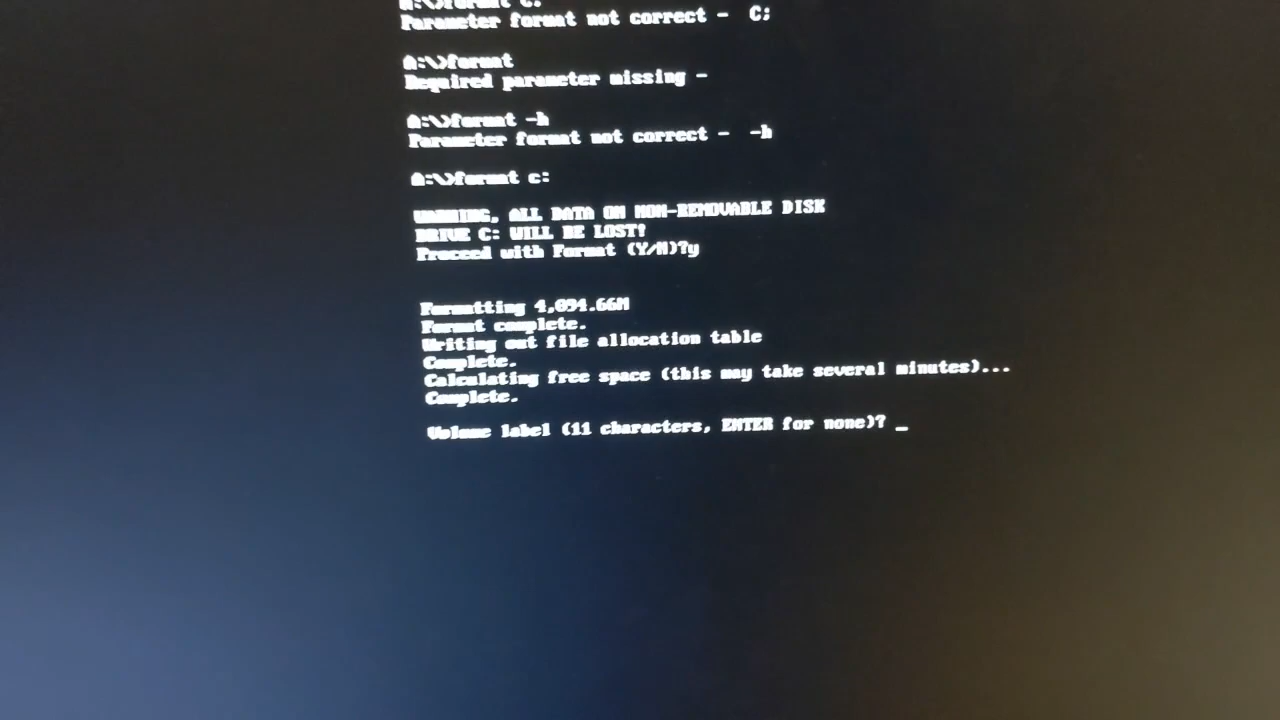 A:\>format C;
Parameter format not correct - C;
A:\>format
Required parameter missing -
A:\>format -h
Parameter format not correct - -h
A:\>format c:
WARNING, ALL DATA ON NON-REMOVABLE DISK
DRIVE C: WILL BE LOST!
Proceed with Format (Y/N)?y
Formatting 4,094.66M
Format complete.
Writing out file allocation table
Complete.
Calculating free space (this may take several minutes)...
Complete.
Volume label (11 characters, ENTER for none)? _